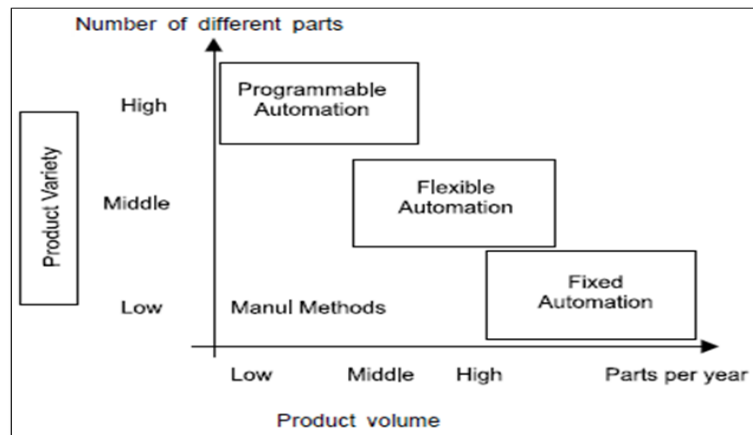 Number of different parts
Programmable
Automation
High
Product Variety
Flexible
Automation
Middle
Fixed
Automation
Low
Manul Methods
Low
Middle
High
Parts per year
Product volume